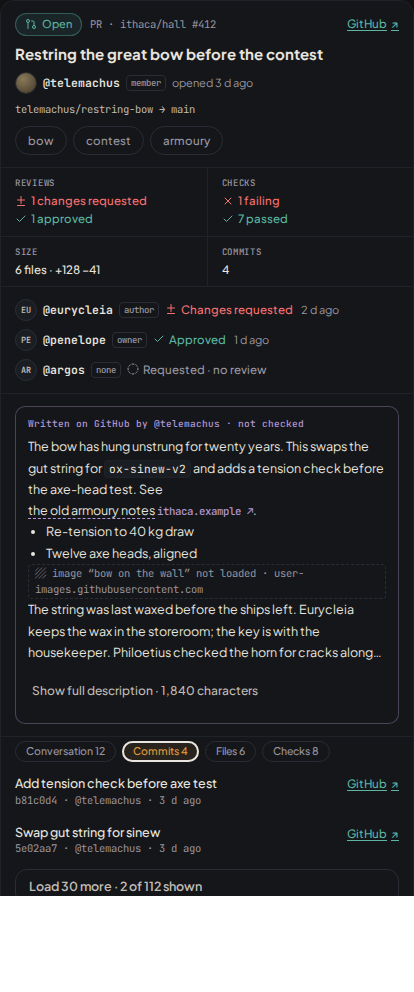 Open PR · ithaca/hall #412 GitHub ↗
Restring the great bow before the contest
@telemachus member opened 3 d ago
telemachus/restring-bow → main
bow contest armoury
REVIEWS CHECKS
± 1 changes requested ✕ 1 failing
✓ 1 approved ✓ 7 passed
SIZE COMMITS
6 files · +128 −41 4
EU @eurycleia author ± Changes requested 2 d ago
PE @penelope owner ✓ Approved 1 d ago
AR @argos none Requested · no review
Written on GitHub by @telemachus · not checked
The bow has hung unstrung for twenty years. This swaps the
gut string for ox-sinew-v2 and adds a tension check before
the axe-head test. See
the old armoury notes ithaca.example ↗.
• Re-tension to 40 kg draw
• Twelve axe heads, aligned
image “bow on the wall” not loaded · user-
images.githubusercontent.com
The string was last waxed before the ships left. Eurycleia
keeps the wax in the storeroom; the key is with the
housekeeper. Philoetius checked the horn for cracks along…
Show full description · 1,840 characters
Conversation 12 Commits 4 Files 6 Checks 8
Add tension check before axe test GitHub ↗
b81c0d4 · @telemachus · 3 d ago
Swap gut string for sinew GitHub ↗
5e02aa7 · @telemachus · 3 d ago
Load 30 more · 2 of 112 shown